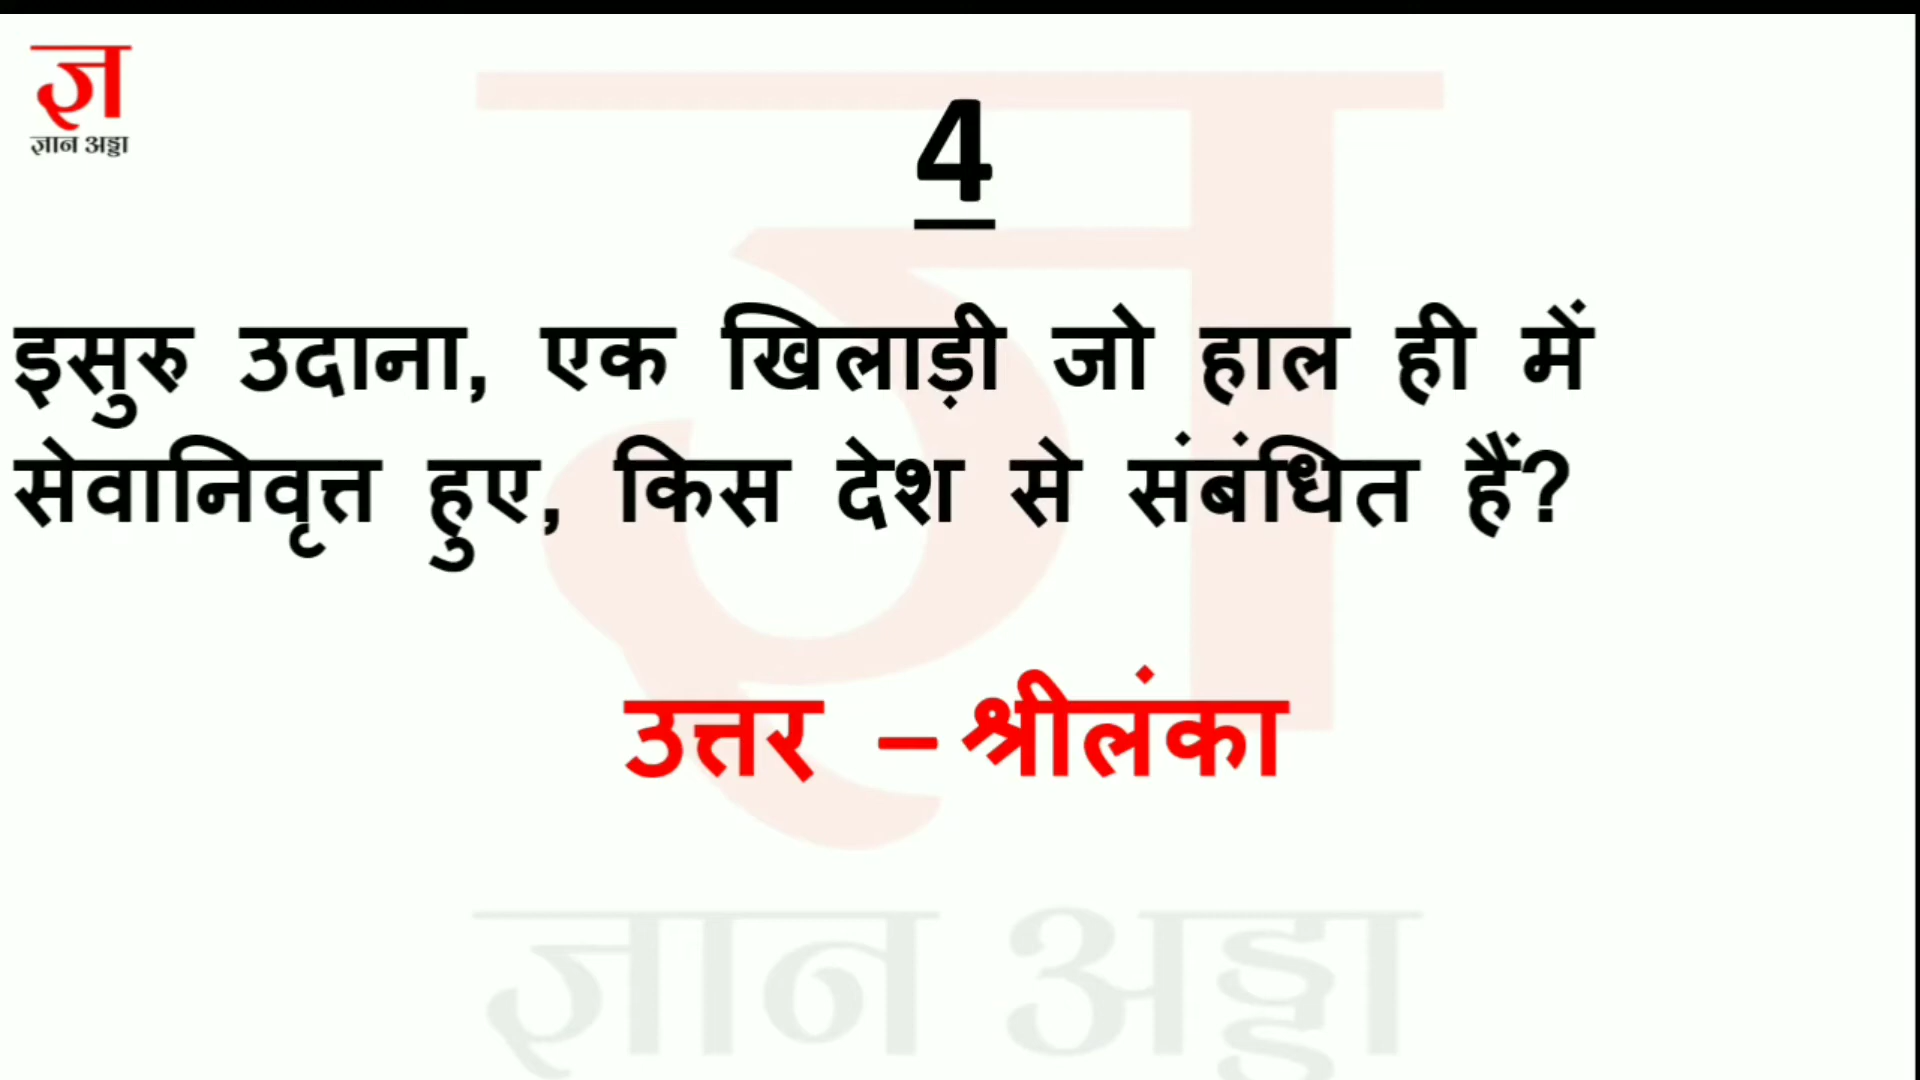 ज्ञ
ज्ञान अड्डा
4
इसुरु उदाना, एक खिलाड़ी जो हाल ही में
सेवानिवृत्त हुए, किस देश से संबंधित हैं?
उत्तर – श्रीलंका
ज्ञ
ज्ञान अड्डा